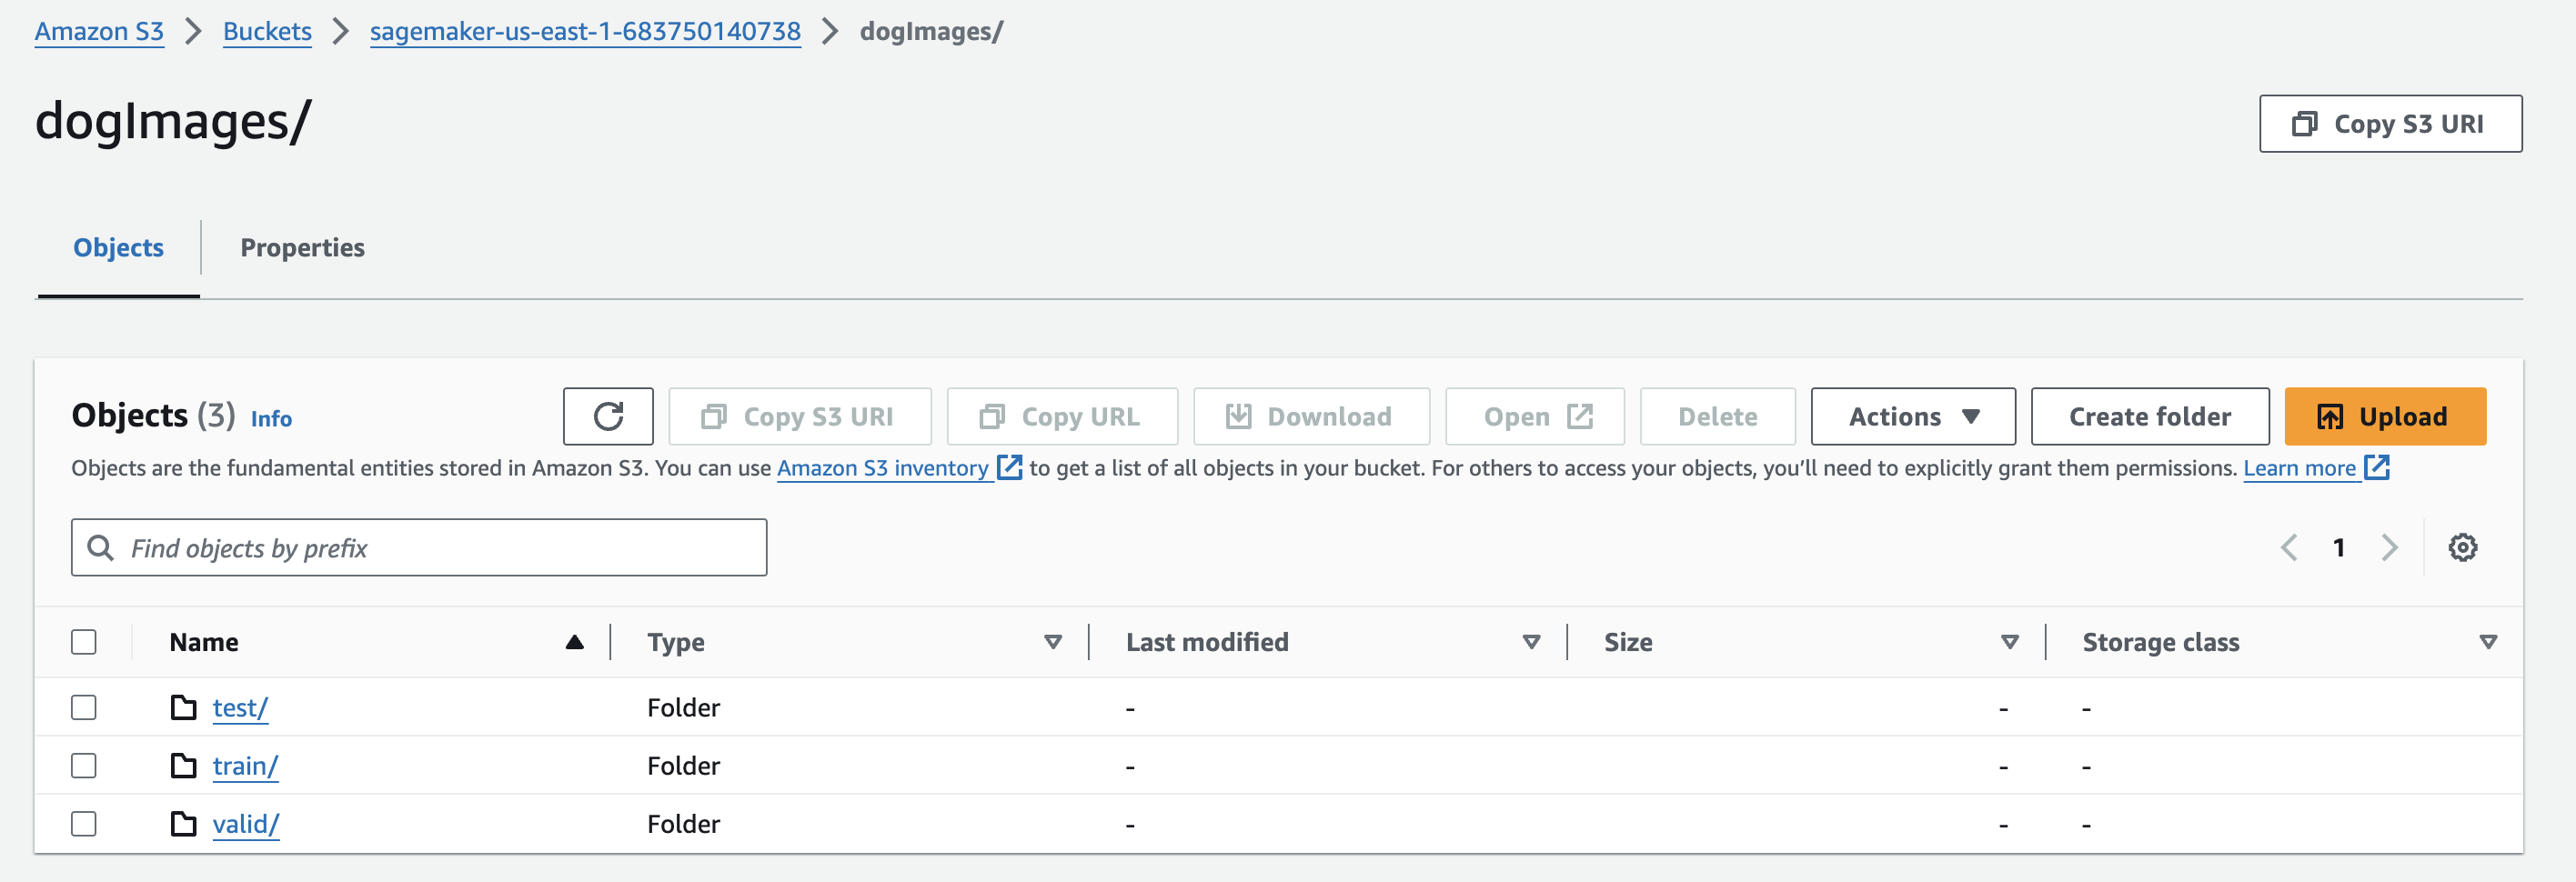 Amazon S3 > Buckets > sagemaker-us-east-1-683750140738 > dogImages/
dogImages/
Copy S3 URI
Objects Properties
Objects (3) Info Copy S3 URI Copy URL Download Open Delete Actions Create folder Upload
Objects are the fundamental entities stored in Amazon S3. You can use Amazon S3 inventory to get a list of all objects in your bucket. For others to access your objects, you’ll need to explicitly grant them permissions. Learn more
Find objects by prefix 1
Name Type Last modified Size Storage class
test/ Folder - - -
train/ Folder - - -
valid/ Folder - - -